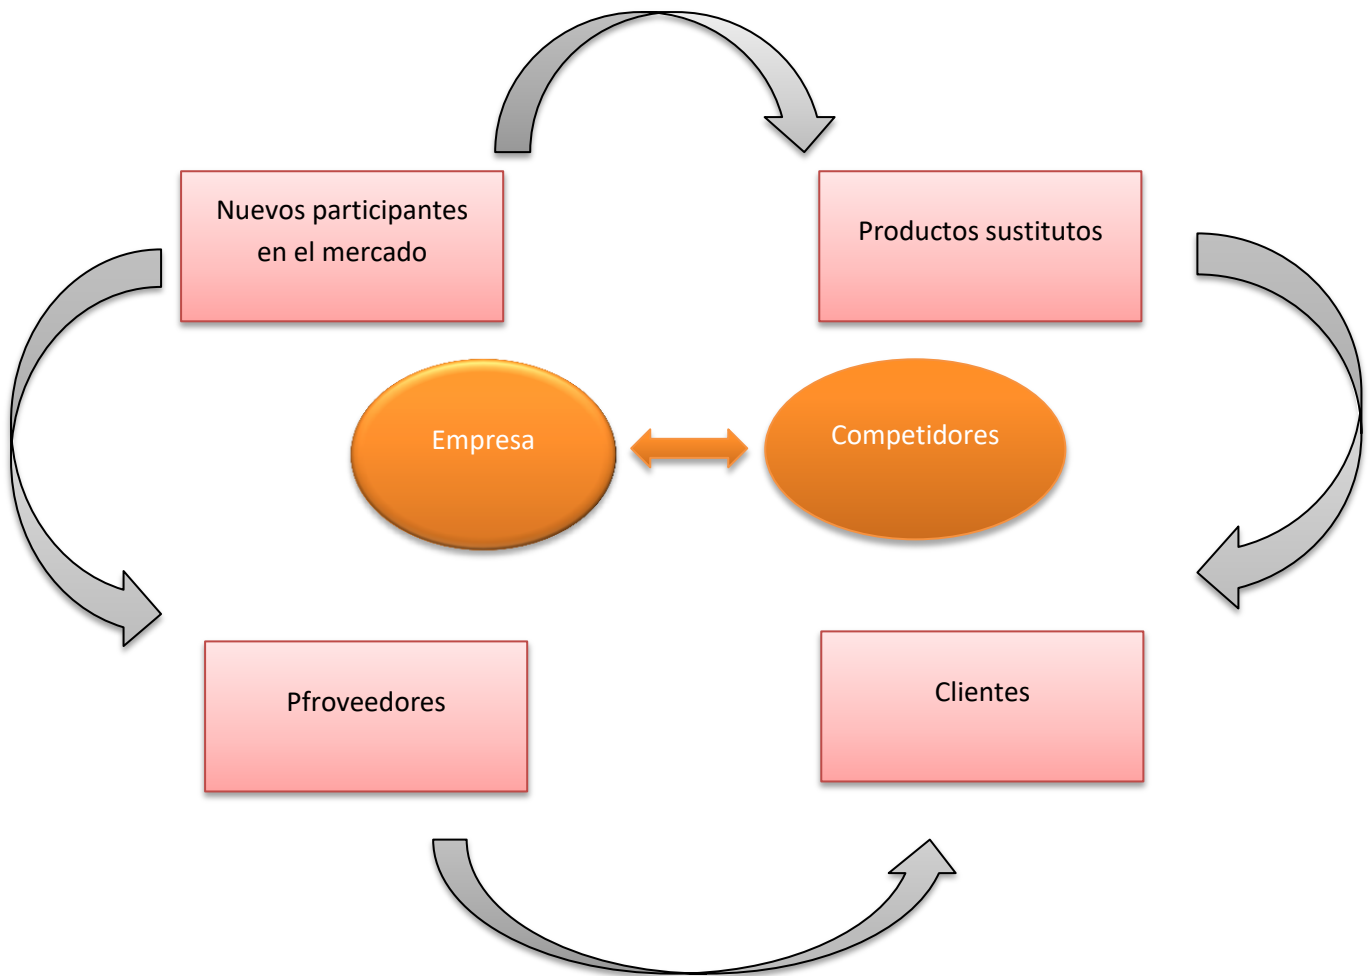 Nuevos participantes
en el mercado
Productos sustitutos
Empresa
Competidores
Pfroveedores
Clientes